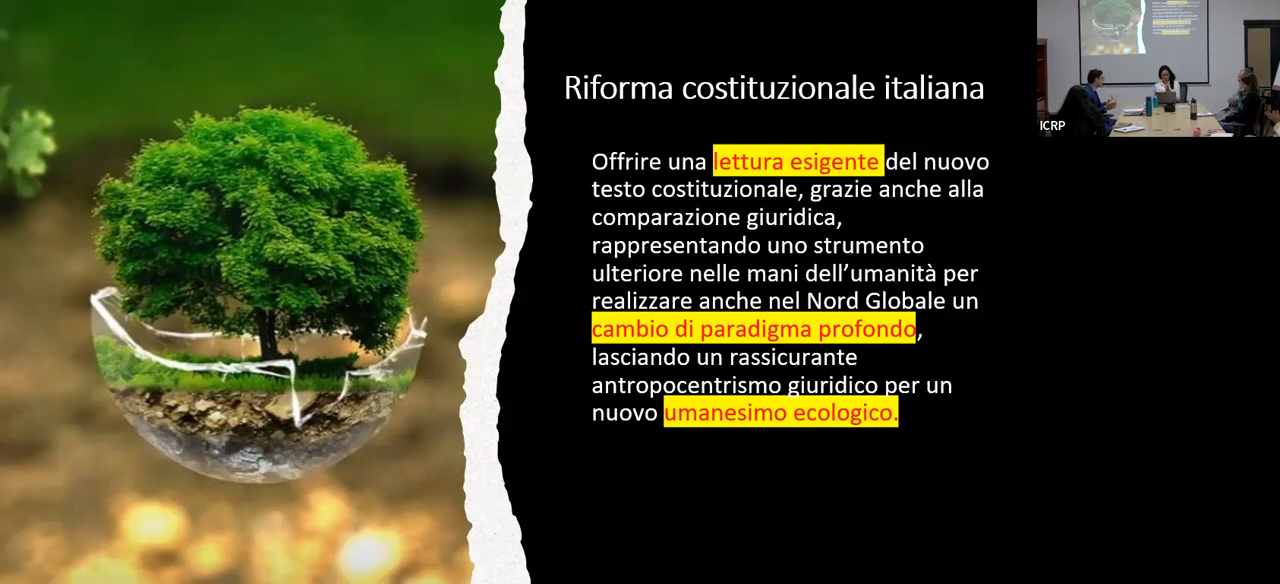 Riforma costituzionale italiana
Offrire una lettura esigente del nuovo
testo costituzionale, grazie anche alla
comparazione giuridica,
rappresentando uno strumento
ulteriore nelle mani dell’umanità per
realizzare anche nel Nord Globale un
cambio di paradigma profondo,
lasciando un rassicurante
antropocentrismo giuridico per un
nuovo umanesimo ecologico.
ICRP